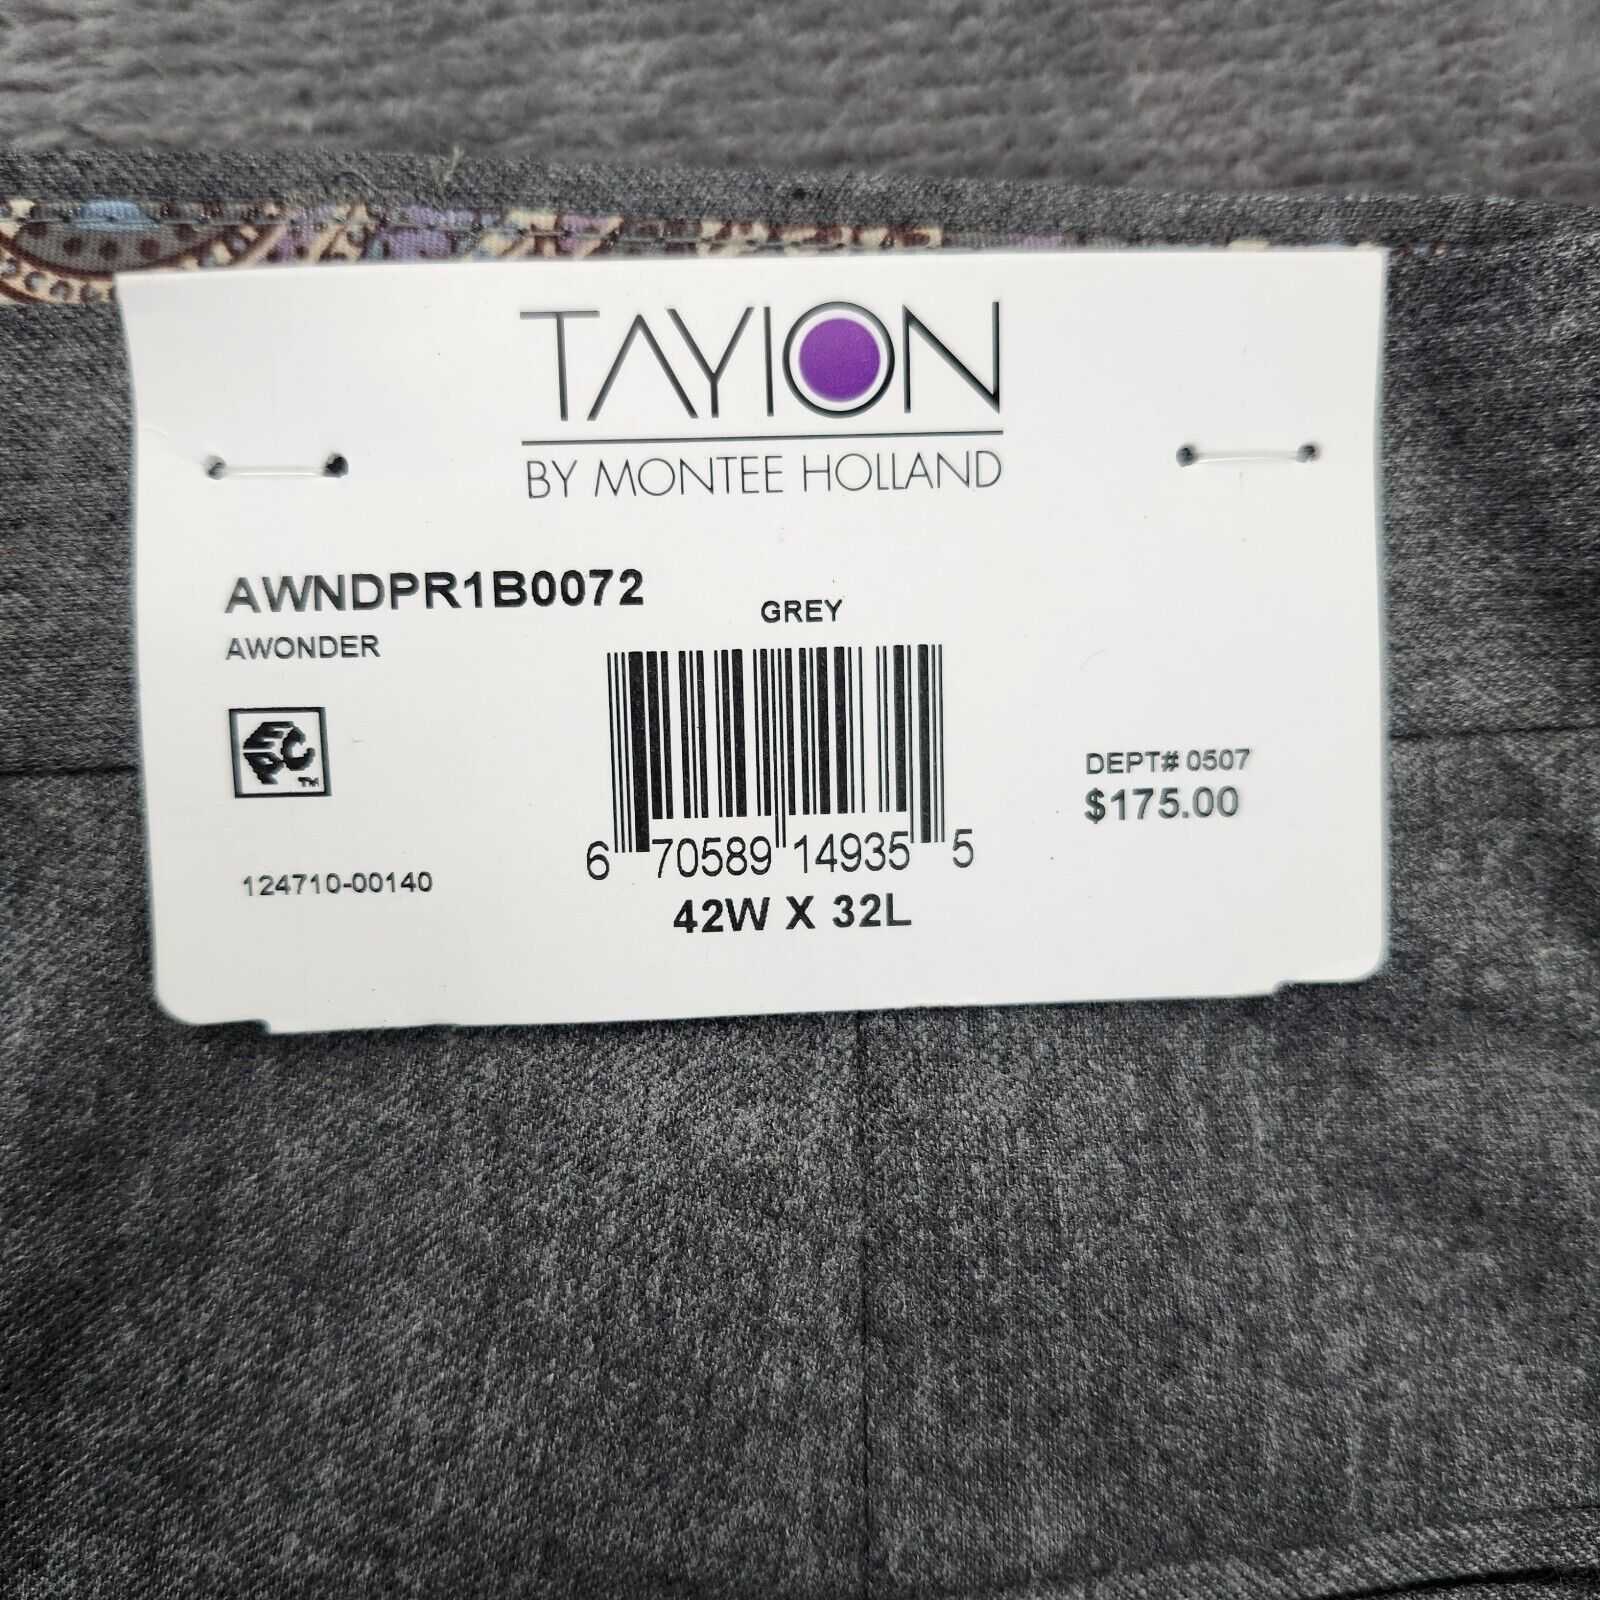 TAYION
BY MONTEE HOLLAND
AWNDPR1B0072
AWONDER
GREY
EPC™
DEPT# 0507
$175.00
6 70589 14935 5
124710-00140
42W X 32L